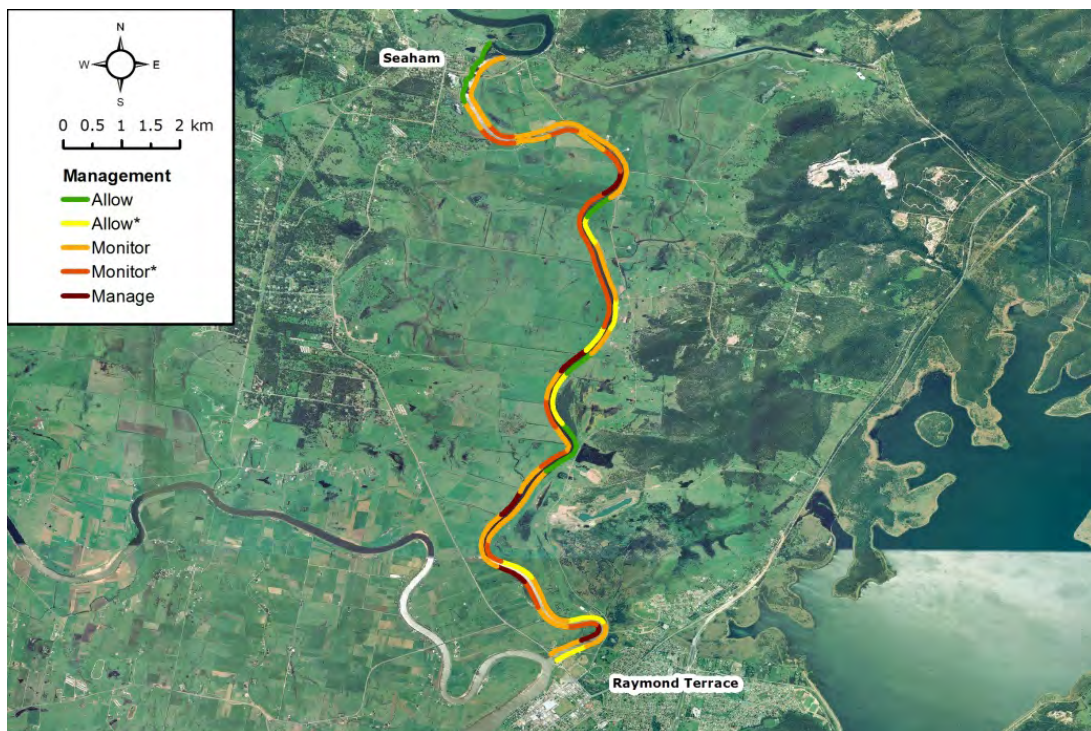 N
W E
S
0 0.5 1 1.5 2 km
Management
Allow
Allow*
Monitor
Monitor*
Manage
Seaham
Raymond Terrace